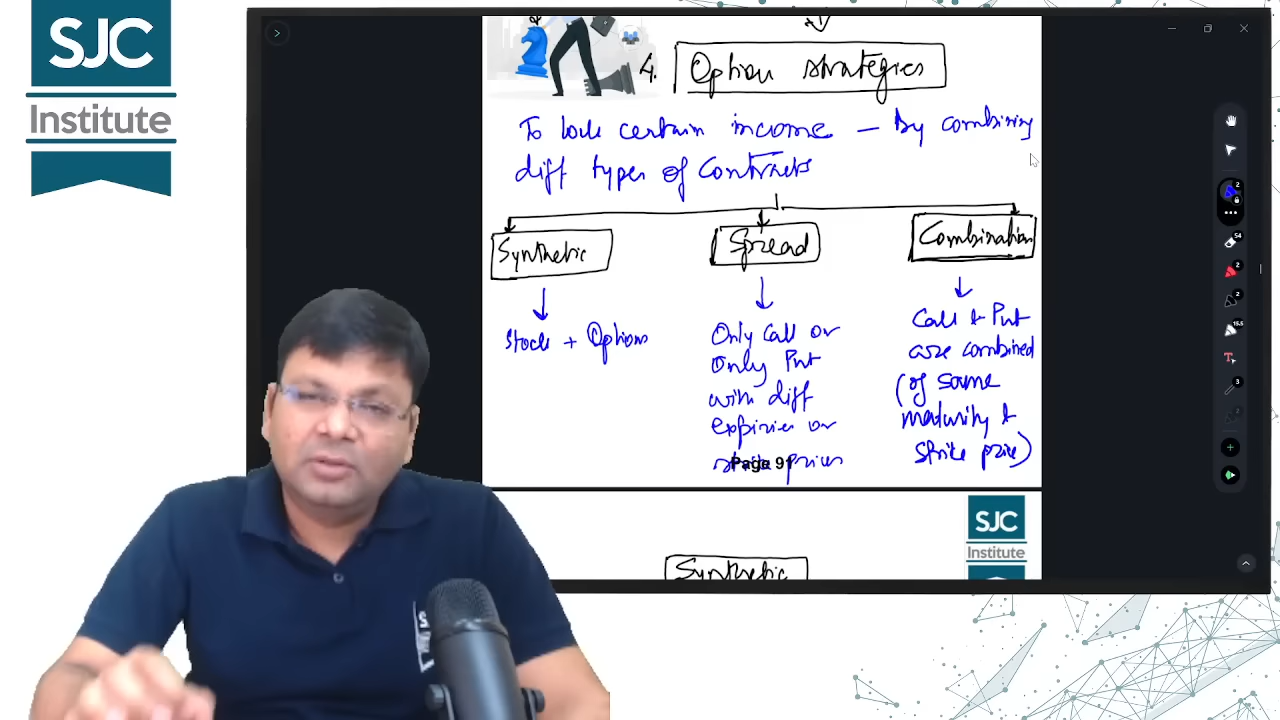 SJC
Institute
4. Option strategies
To lock certain income – By combining
diff types of Contracts
Synthetic
Spread
Combination
Stock + Options
Only Call or
Only Put
with diff
expiries or
strike prices
Call & Put
are combined
(of same
maturity &
strike price)
Page 91
SJC
Institute
Synthetic